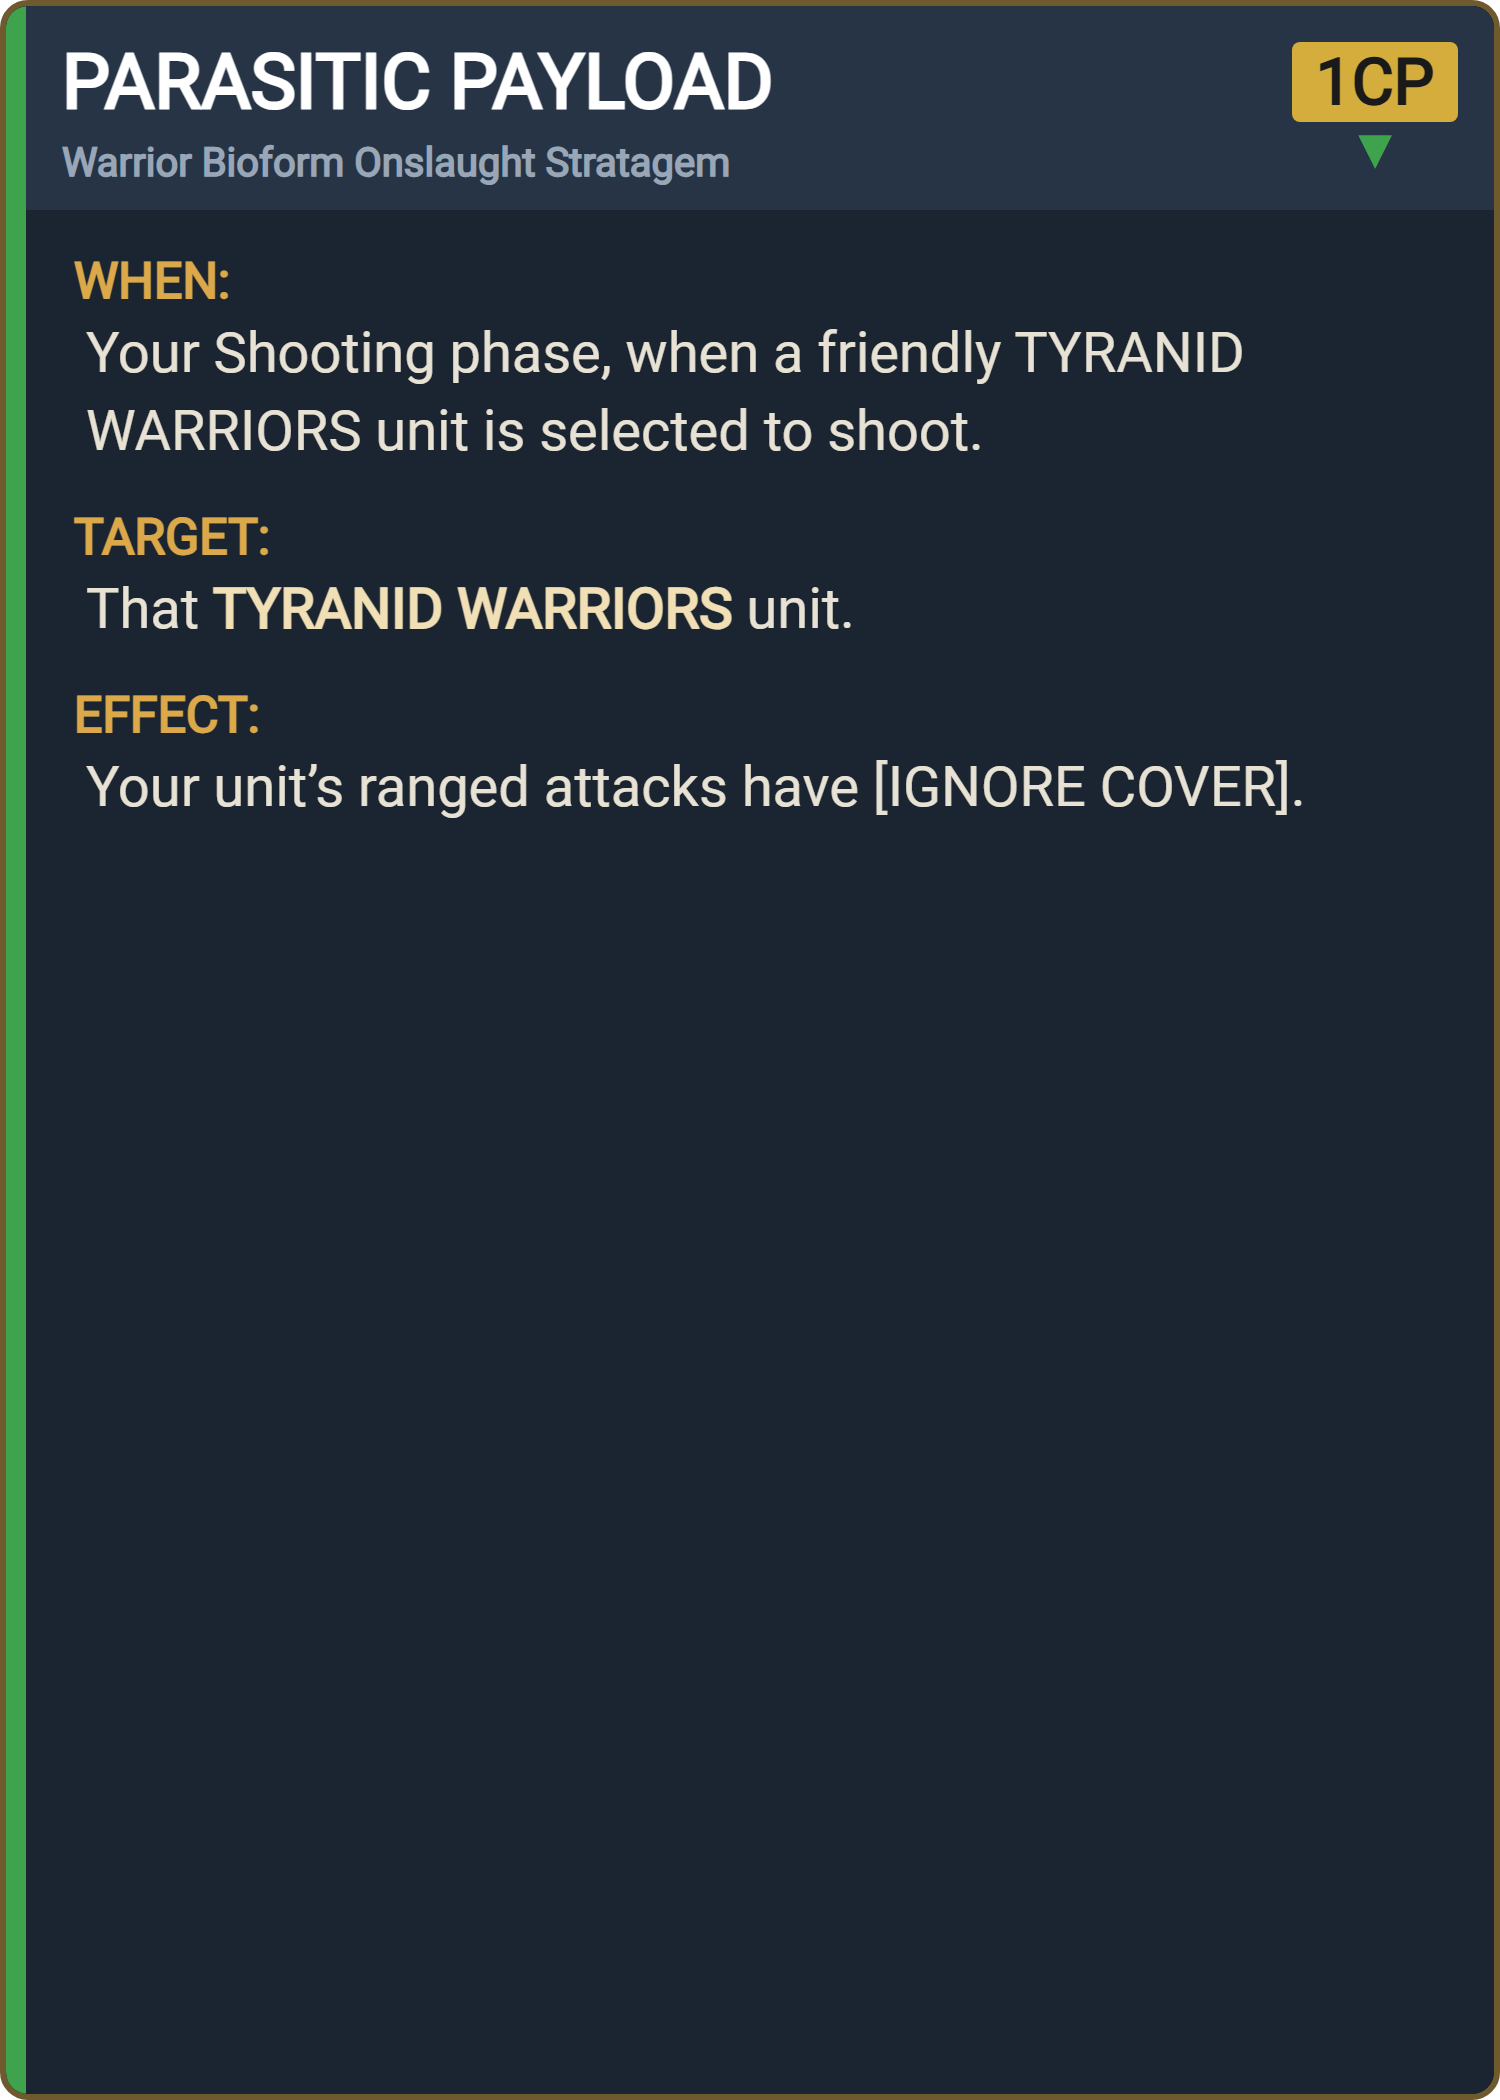 PARASITIC PAYLOAD
1CP
Warrior Bioform Onslaught Stratagem
WHEN:
Your Shooting phase, when a friendly TYRANID
WARRIORS unit is selected to shoot.
TARGET:
That TYRANID WARRIORS unit.
EFFECT:
Your unit’s ranged attacks have [IGNORE COVER].